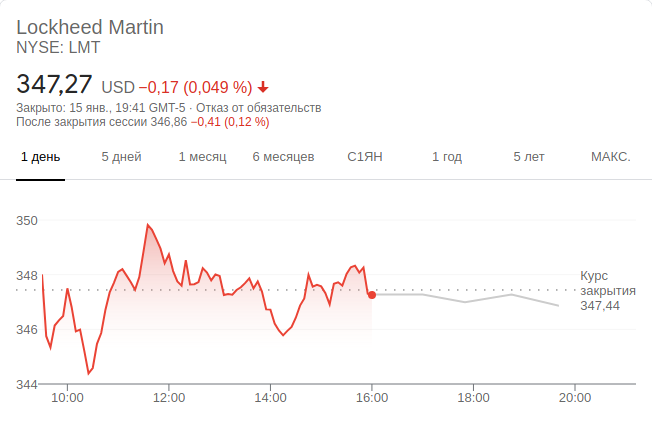 Lockheed Martin
NYSE: LMT
347,27 USD −0,17 (0,049 %)
Закрыто: 15 янв., 19:41 GMT-5 · Отказ от обязательств
После закрытия сессии 346,86 −0,41 (0,12 %)
1 день 5 дней 1 месяц 6 месяцев С1ЯН 1 год 5 лет МАКС.
350
348
346
344
Курс
закрытия
347,44
10:00 12:00 14:00 16:00 18:00 20:00